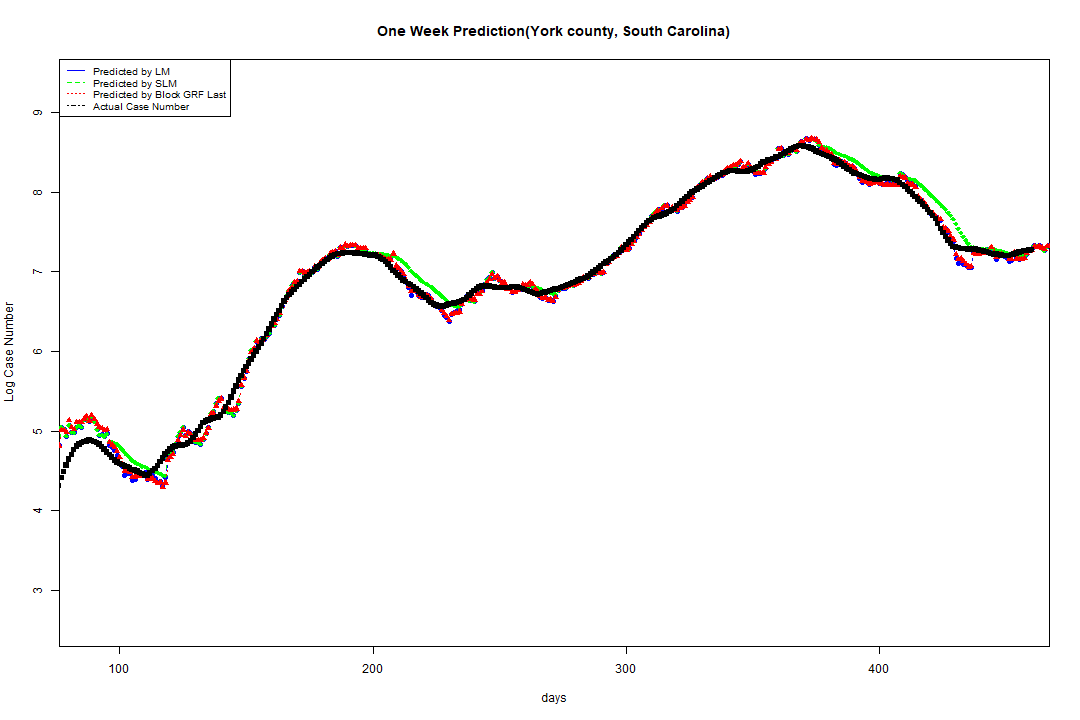 One Week Prediction(York county, South Carolina)
Predicted by LM
Predicted by SLM
Predicted by Block GRF Last
Actual Case Number
Log Case Number
9
8
7
6
5
4
3
100 200 300 400
days